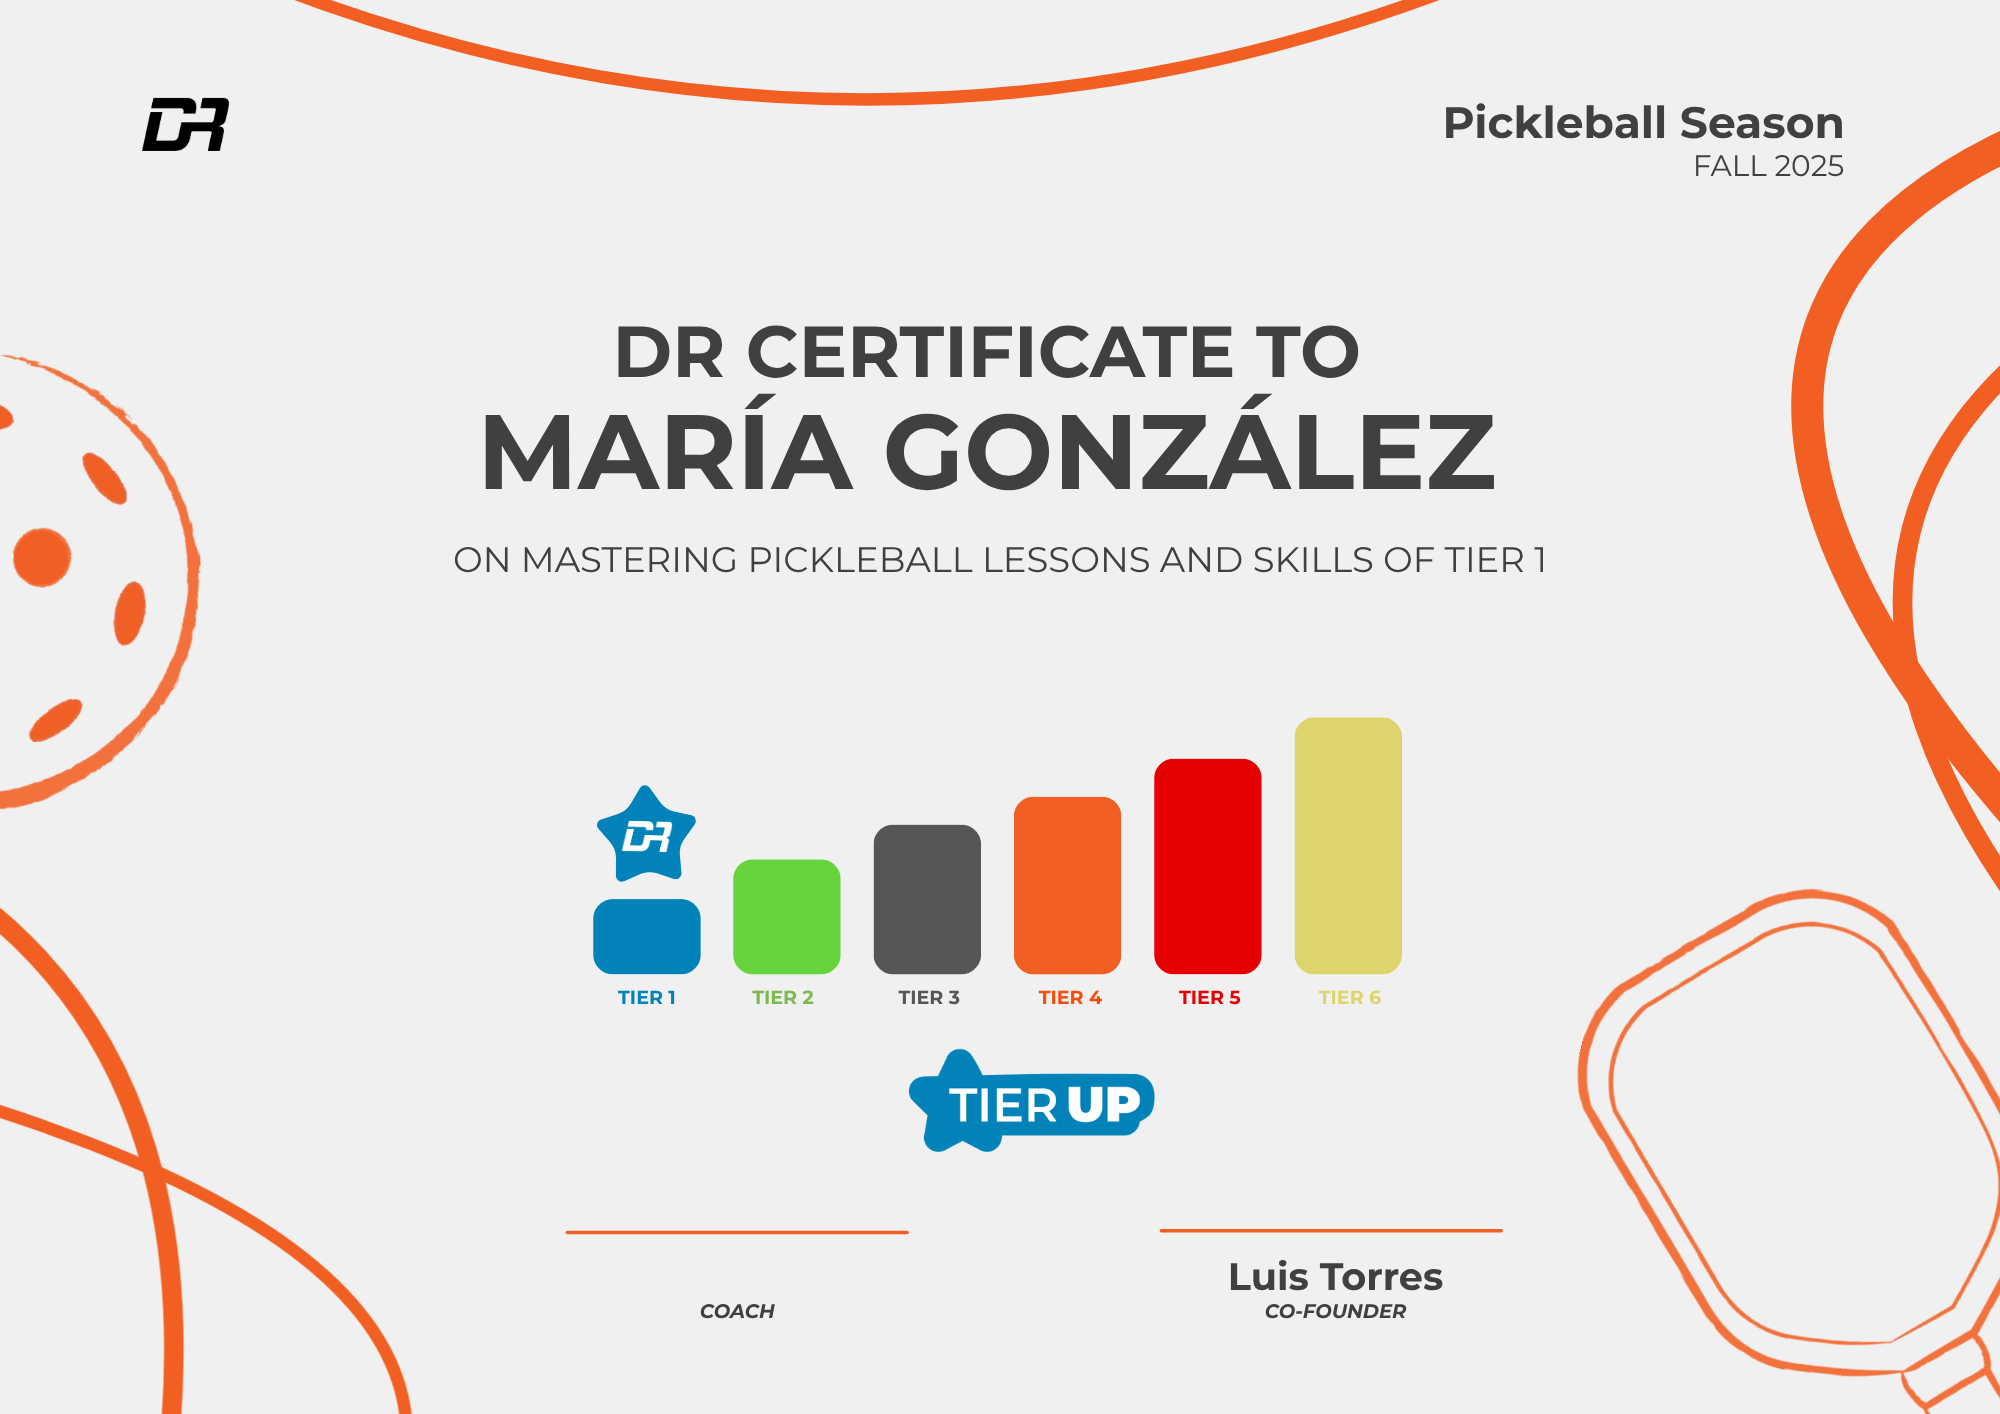 DR
Pickleball Season
FALL 2025
DR CERTIFICATE TO
MARÍA GONZÁLEZ
ON MASTERING PICKLEBALL LESSONS AND SKILLS OF TIER 1
DR
TIER 1 TIER 2 TIER 3 TIER 4 TIER 5 TIER 6
TIER UP
Luis Torres
COACH CO-FOUNDER